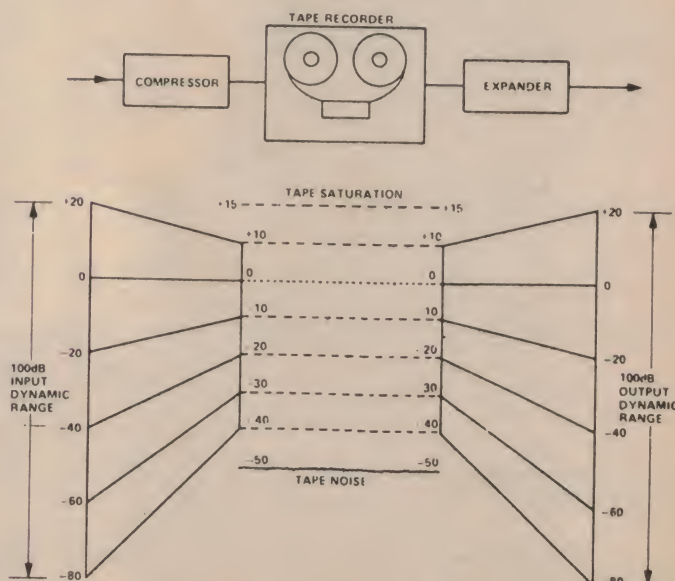 TAPE RECORDER
COMPRESSOR
EXPANDER
TAPE SATURATION
+15
+15
+20
+10
+10
+20
0
0
0
0
-10
10
-20
-20
-20
-20
100dB
INPUT
DYNAMIC
RANGE
-30
30
100dB
OUTPUT
DYNAMIC
RANGE
-40
-40
-40
-40
-50
-50
TAPE NOISE
-60
-60
-80
-80